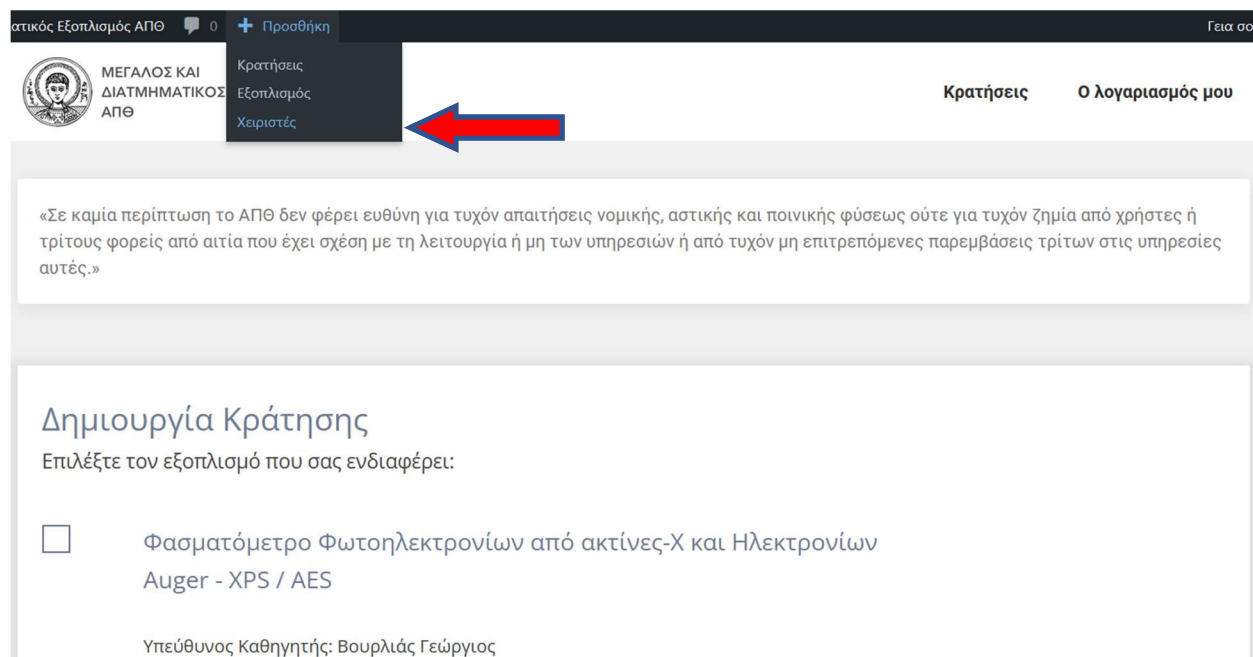 ατικός Εξοπλισμός ΑΠΘ 0 + Προσθήκη Γεια σο
Κρατήσεις
Εξοπλισμός
Χειριστές
ΜΕΓΑΛΟΣ ΚΑΙ
ΔΙΑΤΜΗΜΑΤΙΚΟΣ
ΑΠΘ
Κρατήσεις Ο λογαριασμός μου
«Σε καμία περίπτωση το ΑΠΘ δεν φέρει ευθύνη για τυχόν απαιτήσεις νομικής, αστικής και ποινικής φύσεως ούτε για τυχόν ζημία από χρήστες ή
τρίτους φορείς από αιτία που έχει σχέση με τη λειτουργία ή μη των υπηρεσιών ή από τυχόν μη επιτρεπόμενες παρεμβάσεις τρίτων στις υπηρεσίες
αυτές.»
Δημιουργία Κράτησης
Επιλέξτε τον εξοπλισμό που σας ενδιαφέρει:
Φασματόμετρο Φωτοηλεκτρονίων από ακτίνες-Χ και Ηλεκτρονίων
Auger - XPS / AES
Υπεύθυνος Καθηγητής: Βουρλιάς Γεώργιος